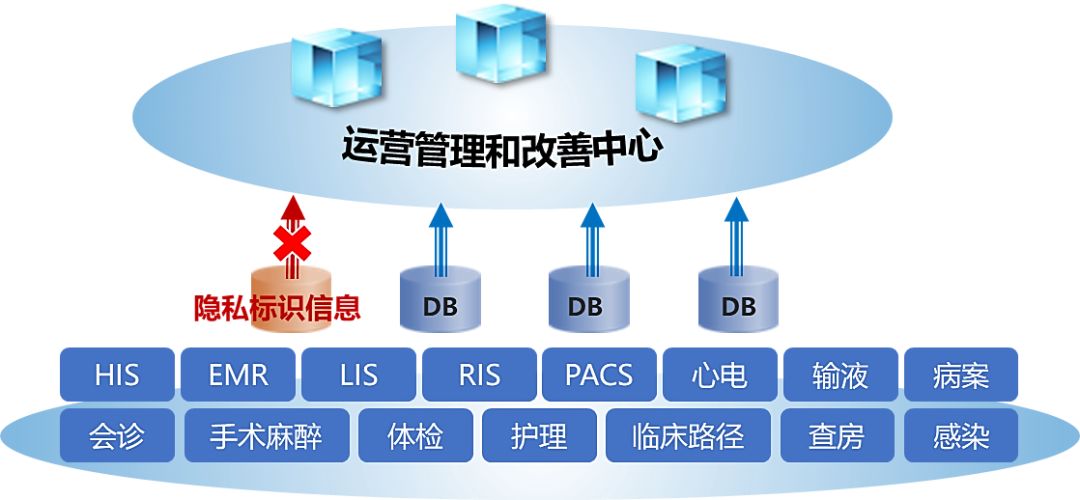 运营管理和改善中心
隐私标识信息 DB DB DB
HIS EMR LIS RIS PACS 心电 输液 病案
会诊 手术麻醉 体检 护理 临床路径 查房 感染